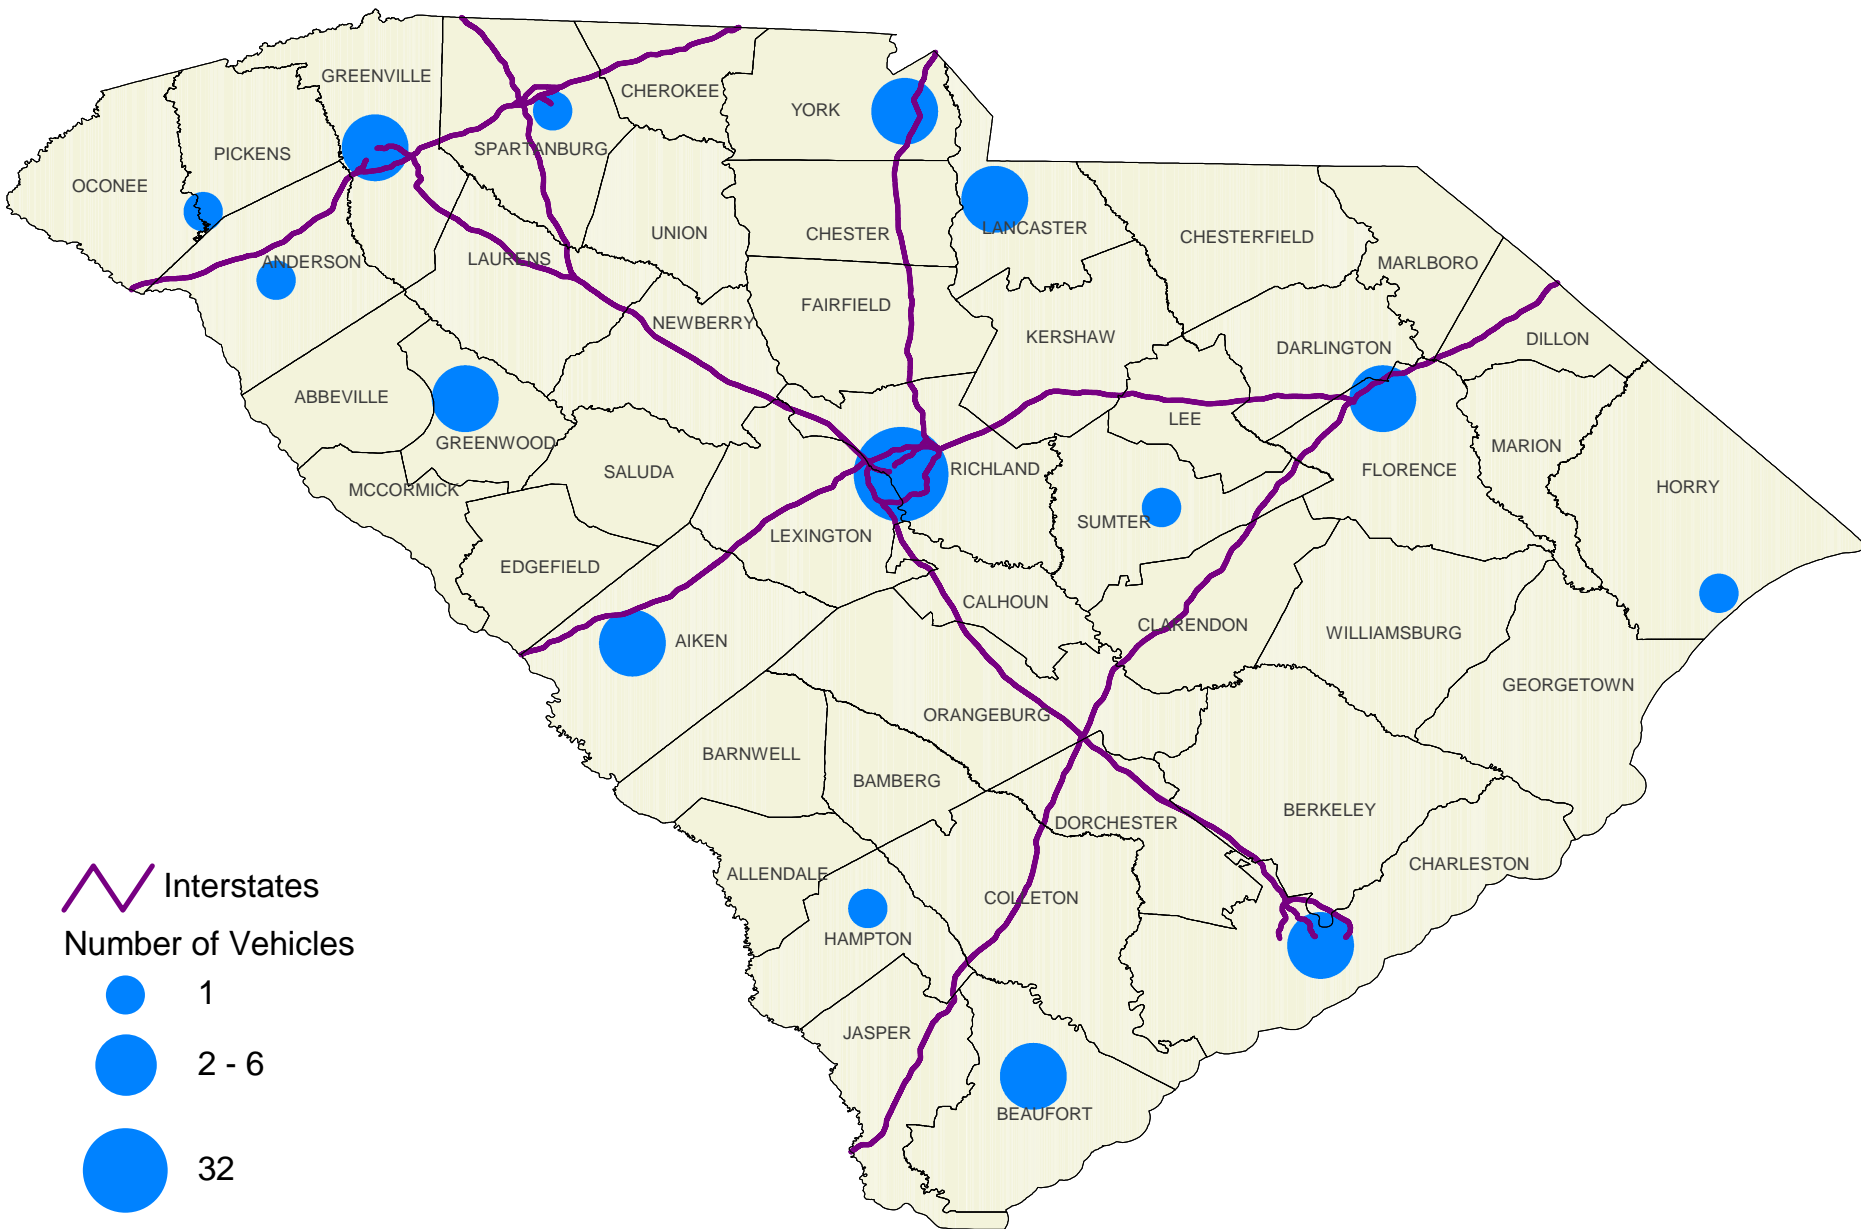 GREENVILLE
CHEROKEE
YORK
PICKENS
SPARTANBURG
OCONEE
UNION
CHESTER
LANCASTER
CHESTERFIELD
ANDERSON
LAURENS
MARLBORO
FAIRFIELD
NEWBERRY
KERSHAW
DARLINGTON
DILLON
ABBEVILLE
GREENWOOD
LEE
MARION
SALUDA
RICHLAND
FLORENCE
MCCORMICK
HORRY
SUMTER
LEXINGTON
EDGEFIELD
CALHOUN
CLARENDON
WILLIAMSBURG
AIKEN
GEORGETOWN
ORANGEBURG
BARNWELL
BAMBERG
BERKELEY
DORCHESTER
CHARLESTON
ALLENDALE
COLLETON
HAMPTON
JASPER
BEAUFORT
Interstates
Number of Vehicles
1
2 - 6
32